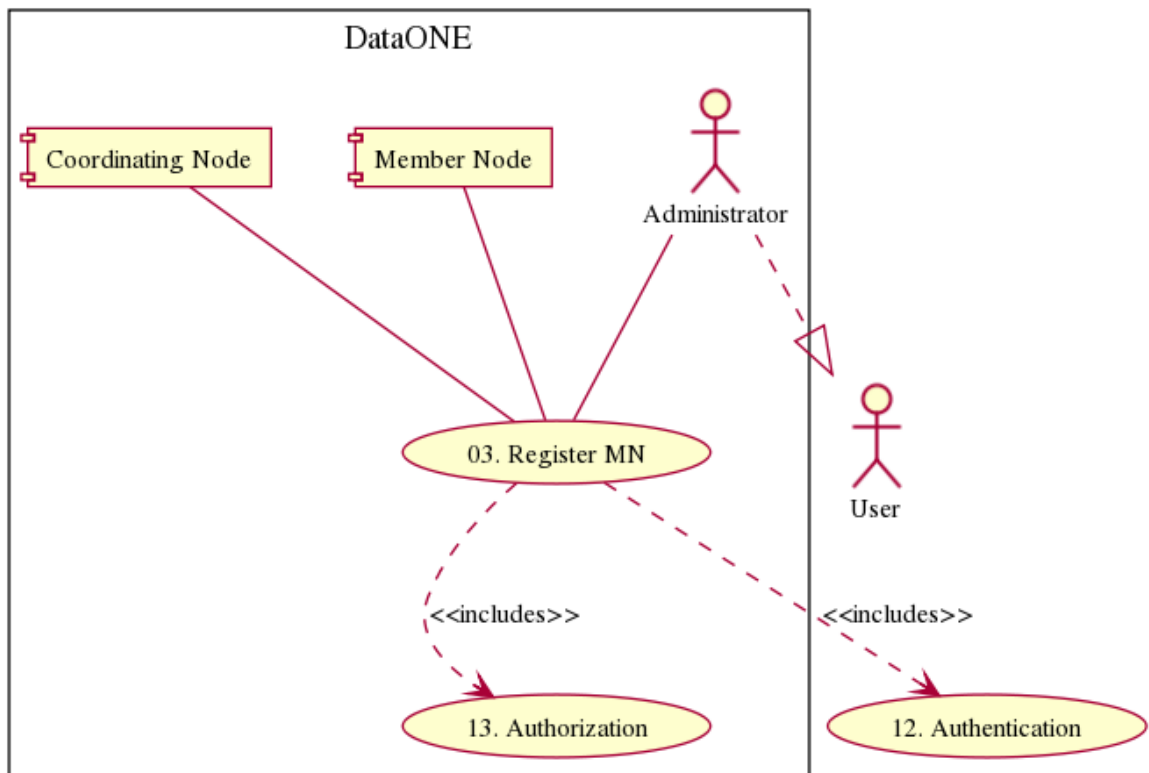 DataONE
Coordinating Node
Member Node
Administrator
03. Register MN
User
<<includes>>
<<includes>>
13. Authorization
12. Authentication